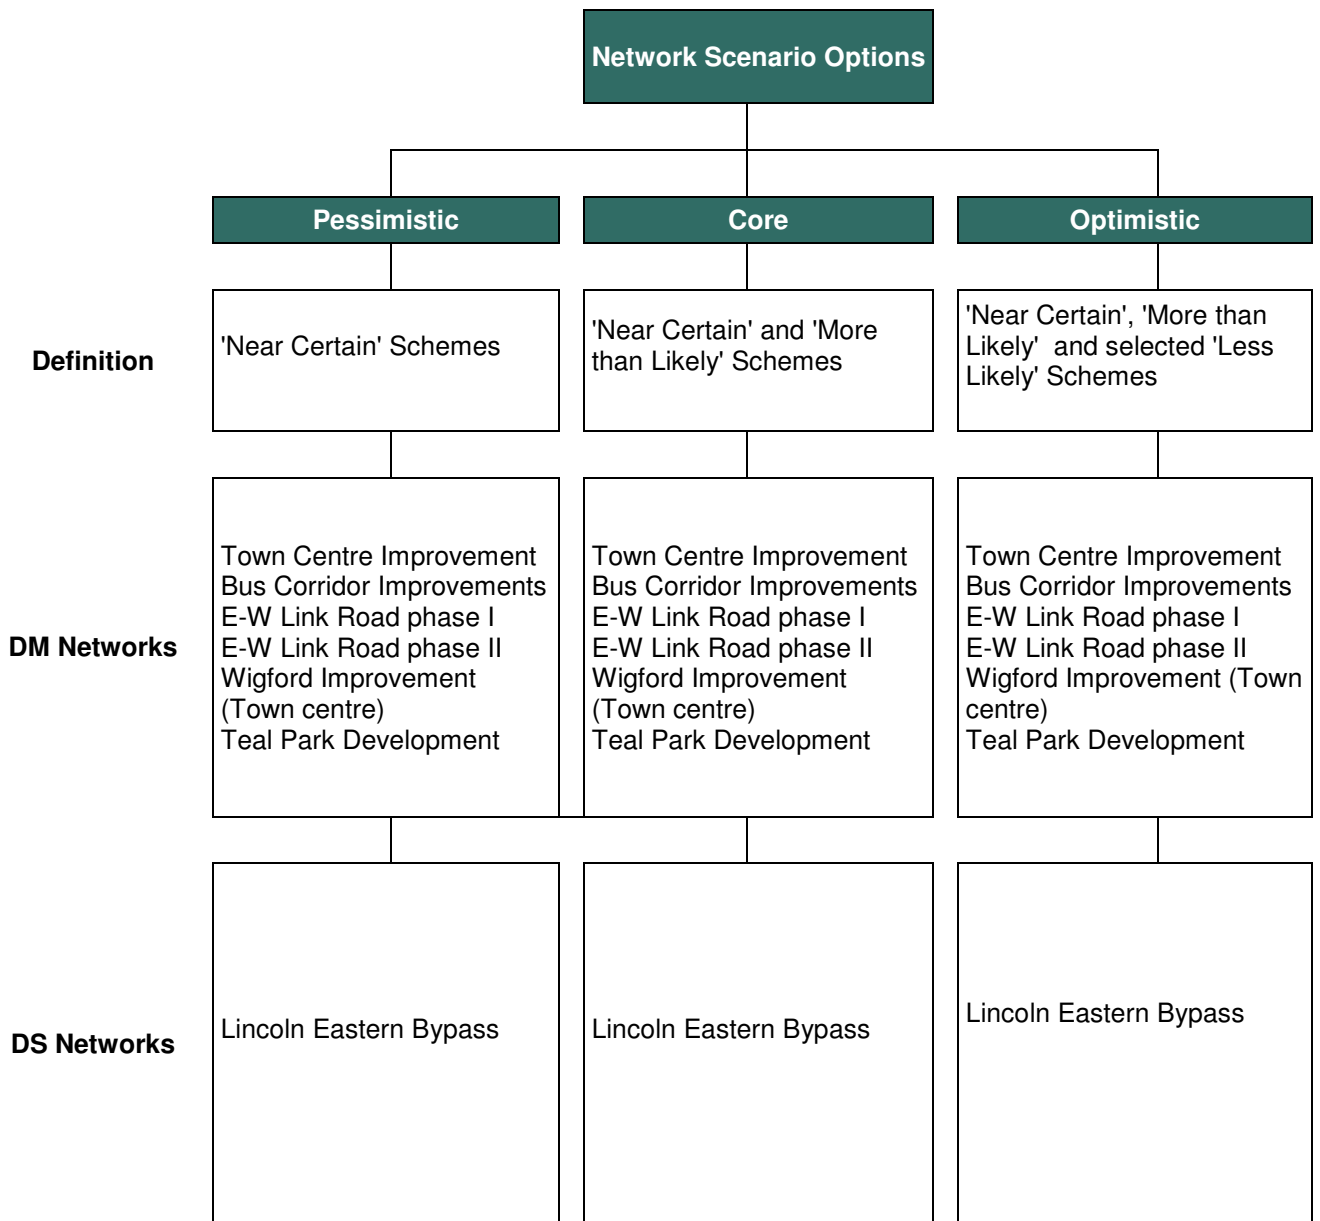 Network Scenario Options
Pessimistic
Core
Optimistic
Definition
'Near Certain' Schemes
'Near Certain' and 'More
than Likely' Schemes
'Near Certain', 'More than
Likely'  and selected 'Less
Likely' Schemes
DM Networks
Town Centre Improvement
Bus Corridor Improvements
E-W Link Road phase I
E-W Link Road phase II
Wigford Improvement
(Town centre)
Teal Park Development
Town Centre Improvement
Bus Corridor Improvements
E-W Link Road phase I
E-W Link Road phase II
Wigford Improvement
(Town centre)
Teal Park Development
Town Centre Improvement
Bus Corridor Improvements
E-W Link Road phase I
E-W Link Road phase II
Wigford Improvement (Town
centre)
Teal Park Development
DS Networks
Lincoln Eastern Bypass
Lincoln Eastern Bypass
Lincoln Eastern Bypass